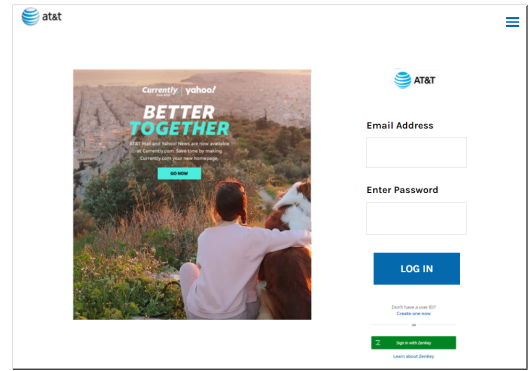 at&t
Currently | yahoo!
BETTER
TOGETHER
AT&T Mail and Yahoo! News are now available
at Currently.com. Save time by making
Currently.com your new homepage.
GO NOW
AT&T
Email Address
Enter Password
LOG IN
Don't have a user ID?
Create one now
Sign in with ZenKey
Learn about ZenKey